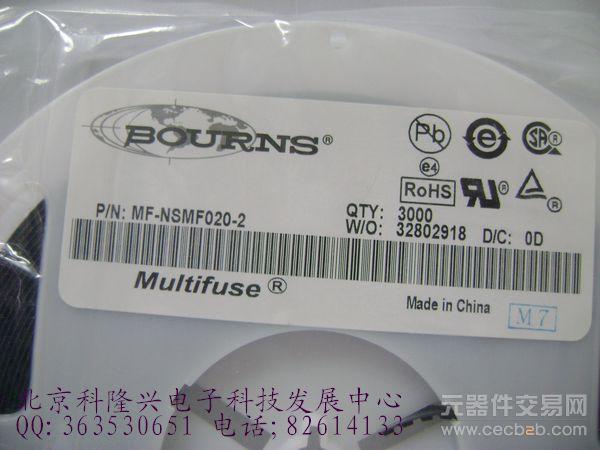 BOURNS®
Pb
e
SA ®
e4
RoHS
®
®
P/N: MF-NSMF020-2
QTY: 3000
W/O: 32802918 D/C: 0D
Multifuse ®
Made in China
M7
北京科隆兴电子科技发展中心
QQ: 363530651 电话; 82614133
元器件交易网
www.cecb2b.com